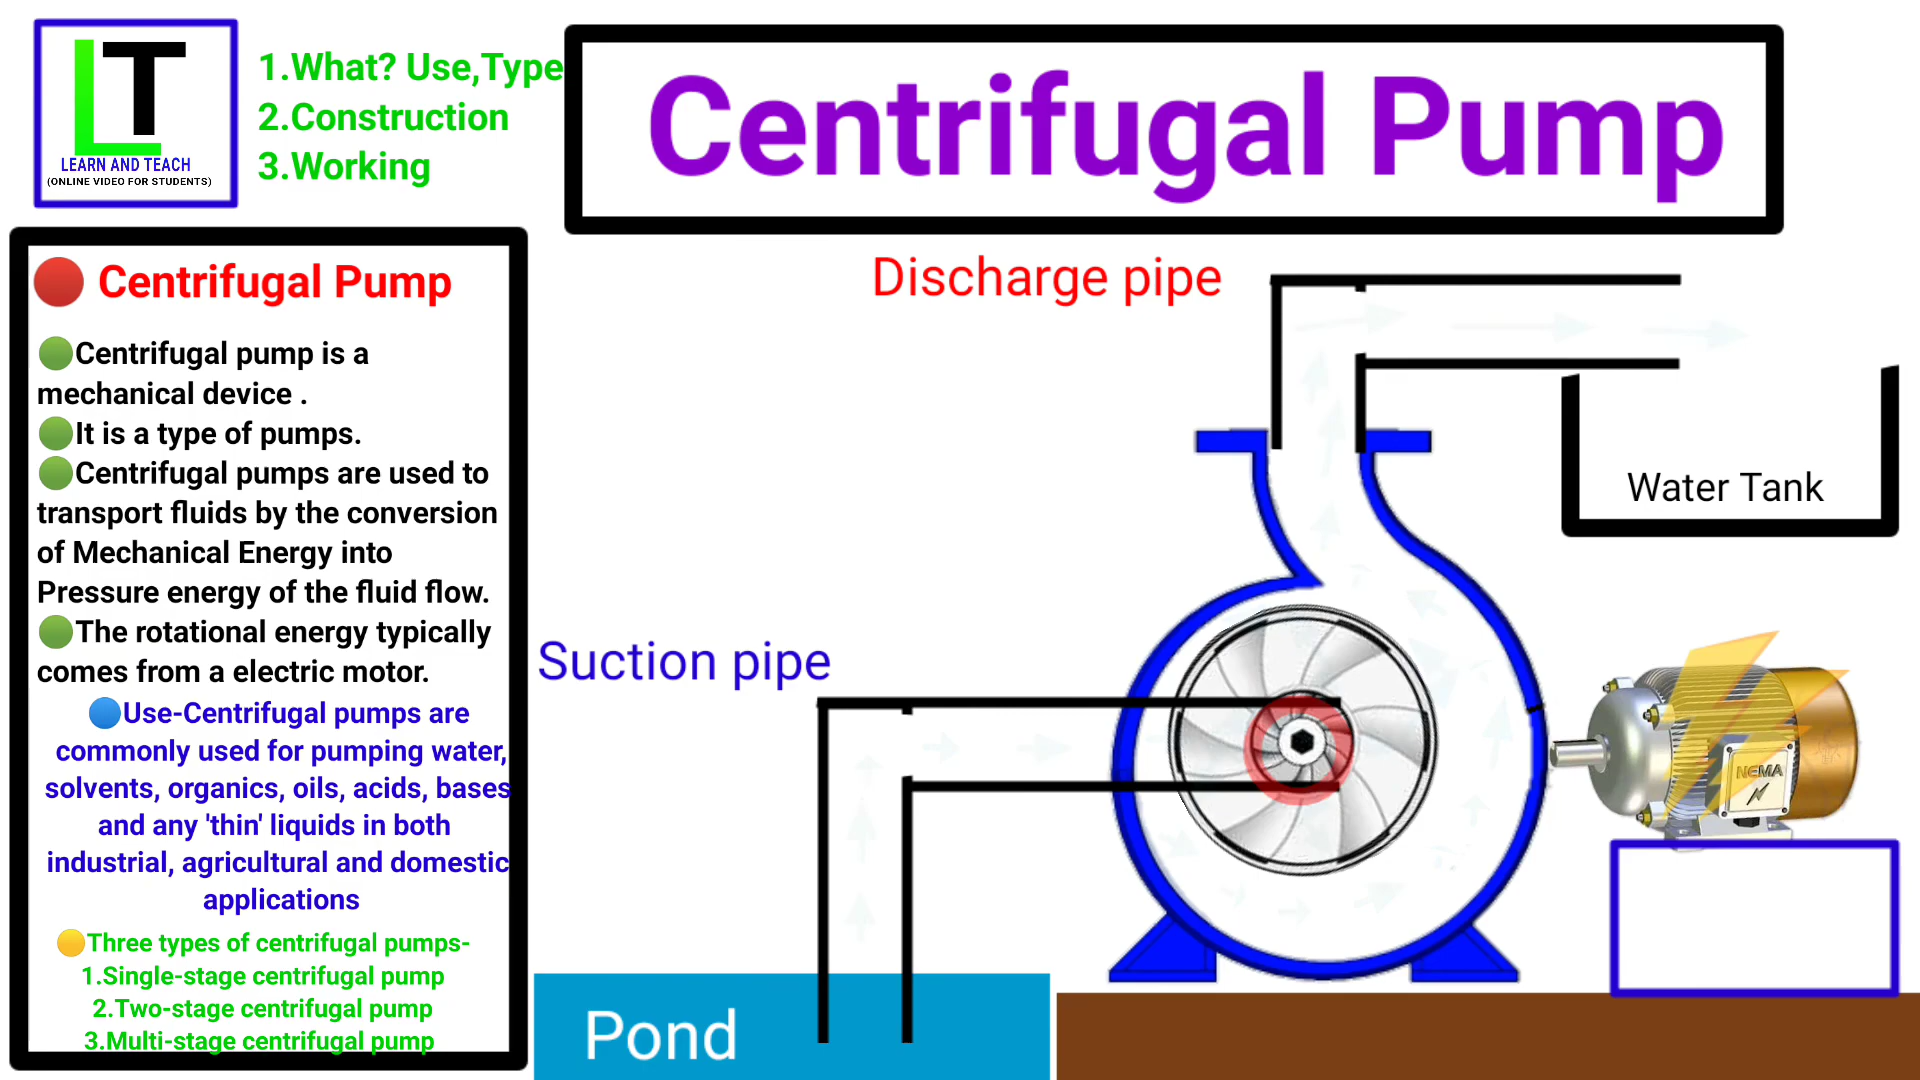 LT
LEARN AND TEACH
(ONLINE VIDEO FOR STUDENTS)
1.What? Use,Type
2.Construction
3.Working
Centrifugal Pump
🔴 Centrifugal Pump
🟢Centrifugal pump is a
mechanical device .
🟢It is a type of pumps.
🟢Centrifugal pumps are used to
transport fluids by the conversion
of Mechanical Energy into
Pressure energy of the fluid flow.
🟢The rotational energy typically
comes from a electric motor.
🔵Use-Centrifugal pumps are
commonly used for pumping water,
solvents, organics, oils, acids, bases
and any 'thin' liquids in both
industrial, agricultural and domestic
applications
🟡Three types of centrifugal pumps-
1.Single-stage centrifugal pump
2.Two-stage centrifugal pump
3.Multi-stage centrifugal pump
Discharge pipe
Water Tank
Suction pipe
NEMA
Pond